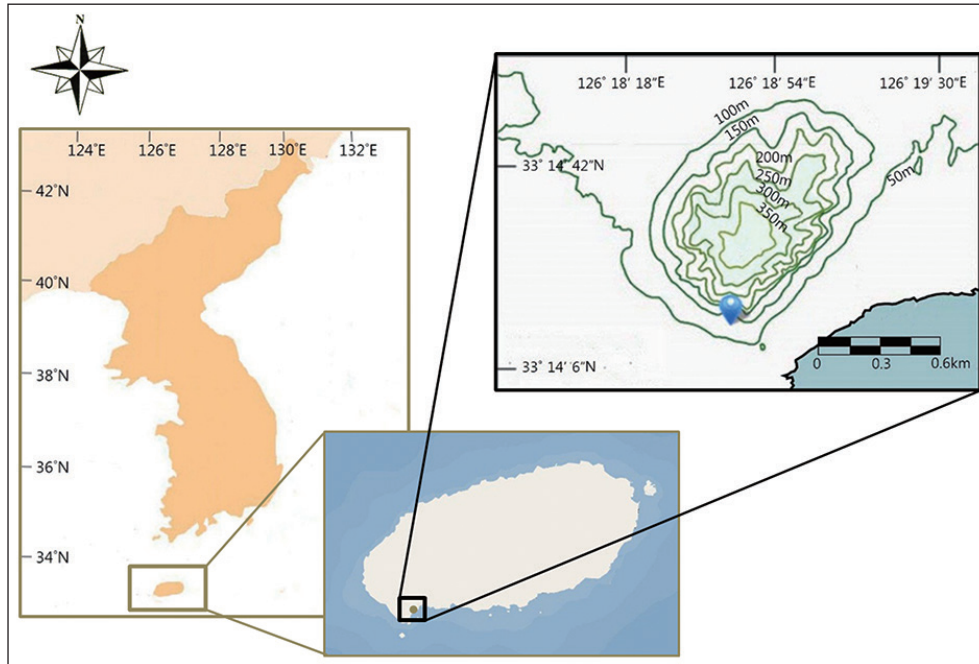 N
124°E 126°E 128°E 130°E 132°E
42°N
40°N
38°N
36°N
34°N
126° 18′ 18″E 126° 18′ 54″E 126° 19′ 30″E
33° 14′ 42″N
33° 14′ 6″N
100m
150m
200m
250m
300m
350m
50m
0 0.3 0.6km